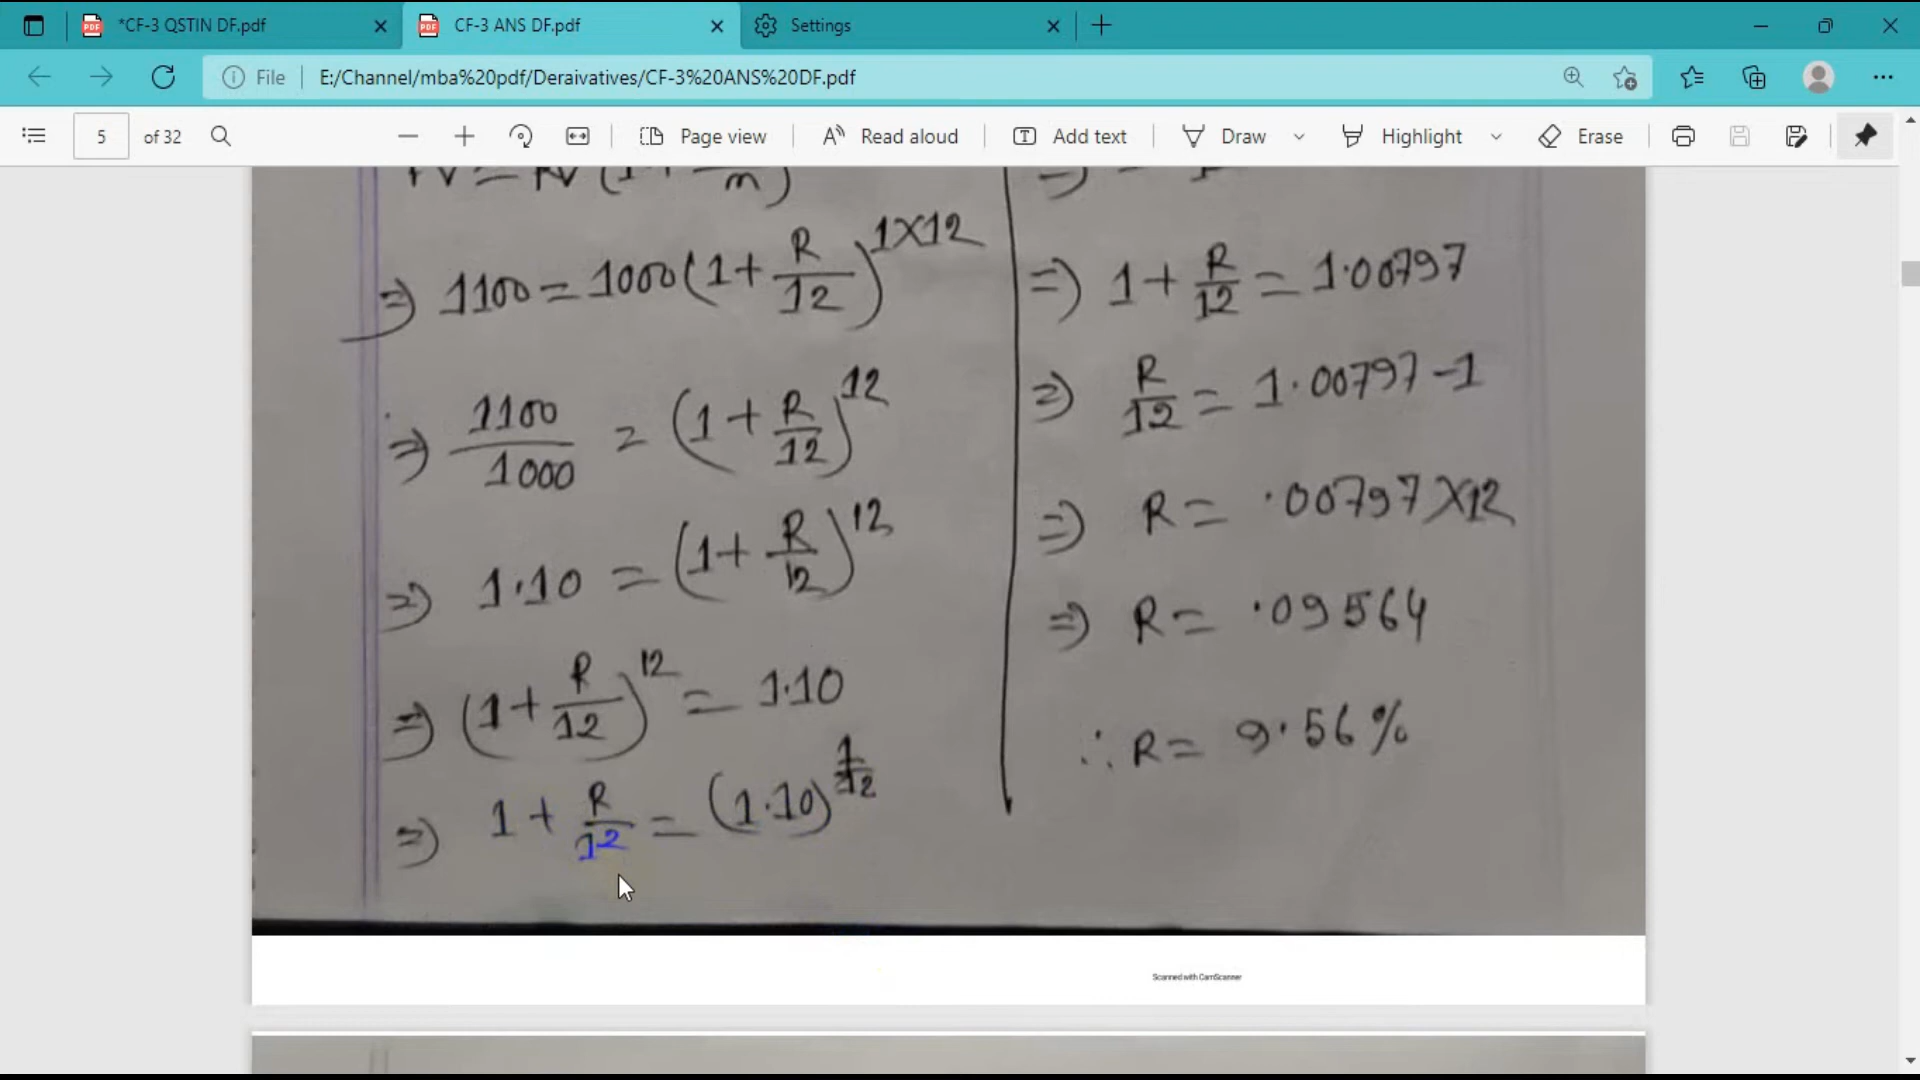 *CF-3 QSTIN DF.pdf
CF-3 ANS DF.pdf
Settings
File
E:/Channel/mba%20pdf/Deraivatives/CF-3%20ANS%20DF.pdf
5 of 32
Page view
Read aloud
Add text
Draw
Highlight
Erase
⇒ 1100 = 1000(1+R/12)^1×12
⇒ 1100/1000 = (1+R/12)^12
⇒ 1.10 = (1+R/12)^12
⇒ (1+R/12)^12 = 1.10
⇒ 1+R/12 = (1.10)^1/12
⇒ 1+R/12 = 1.00797
⇒ R/12 = 1.00797-1
⇒ R = .00797×12
⇒ R = .09564
∴ R = 9.56%
Scanned with CamScanner